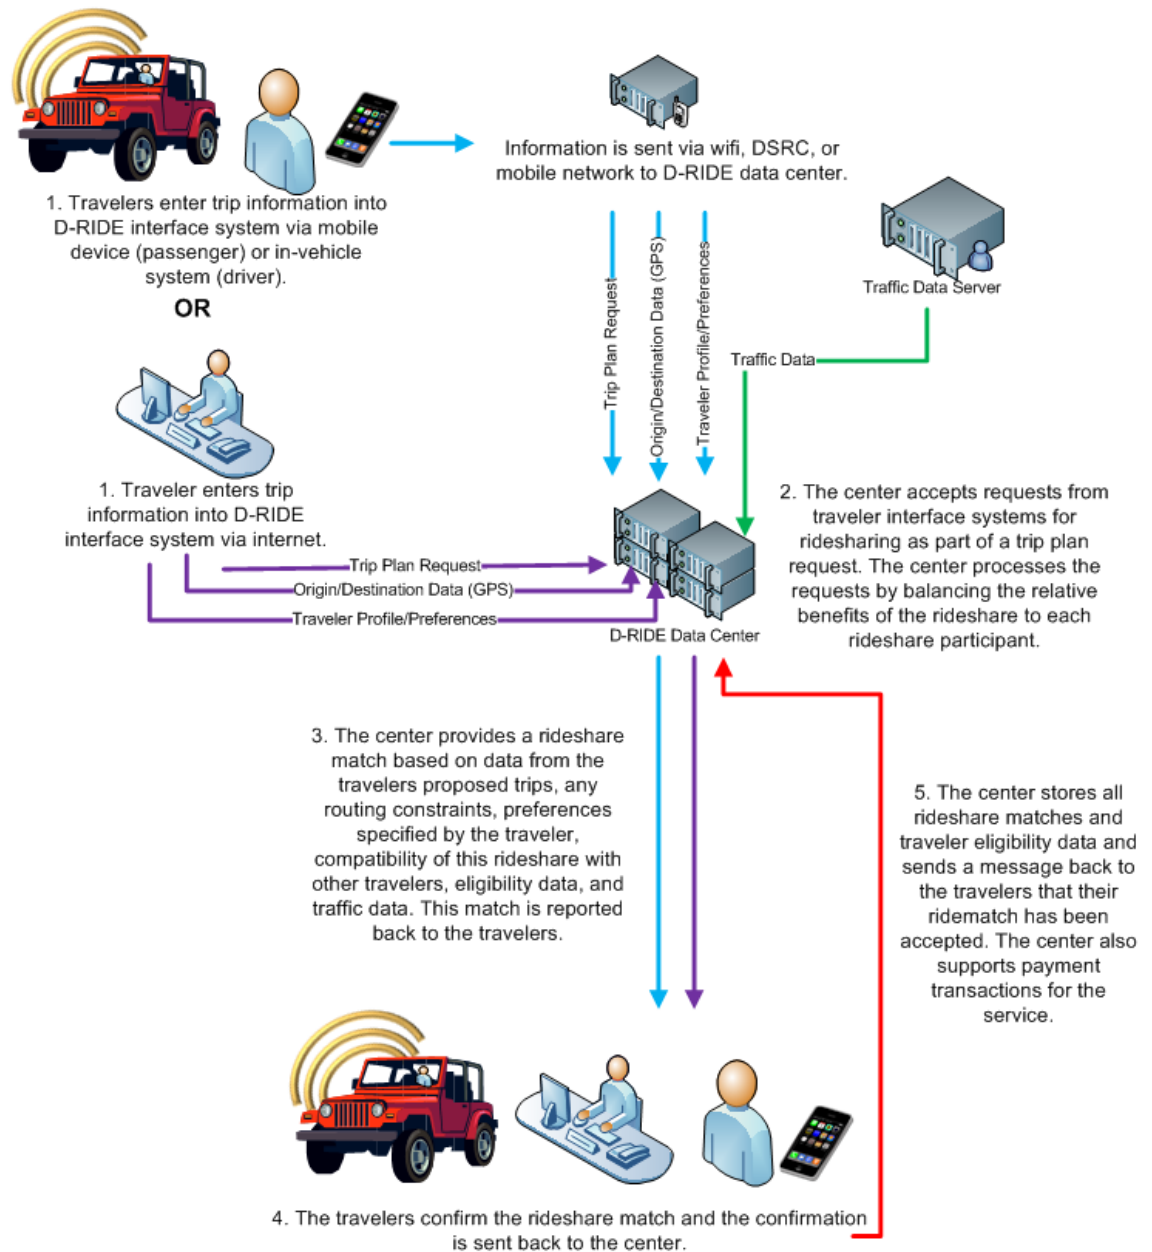 1. Travelers enter trip information into
D-RIDE interface system via mobile
device (passenger) or in-vehicle
system (driver).
OR
Information is sent via wifi, DSRC, or
mobile network to D-RIDE data center.
Traffic Data Server
Trip Plan Request
Origin/Destination Data (GPS)
Traveler Profile/Preferences
Traffic Data
1. Traveler enters trip
information into D-RIDE
interface system via internet.
Trip Plan Request
Origin/Destination Data (GPS)
Traveler Profile/Preferences
D-RIDE Data Center
2. The center accepts requests from
traveler interface systems for
ridesharing as part of a trip plan
request. The center processes the
requests by balancing the relative
benefits of the rideshare to each
rideshare participant.
3. The center provides a rideshare
match based on data from the
travelers proposed trips, any
routing constraints, preferences
specified by the traveler,
compatibility of this rideshare with
other travelers, eligibility data, and
traffic data. This match is reported
back to the travelers.
5. The center stores all
rideshare matches and
traveler eligibility data and
sends a message back to
the travelers that their
ridematch has been
accepted. The center also
supports payment
transactions for the
service.
4. The travelers confirm the rideshare match and the confirmation
is sent back to the center.